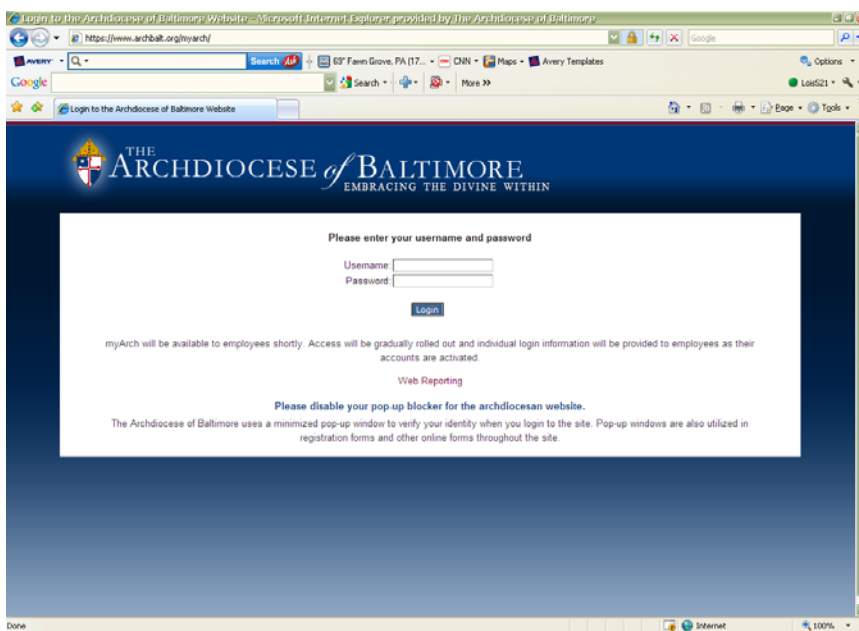 Login to the Archdiocese of Baltimore Website - Microsoft Internet Explorer provided by The Archdiocese of Baltimore
https://www.archbalt.org/myarch/
Google
AVERY Search Ask 69° Fawn Grove, PA (17... CNN Maps Avery Templates Options
Google Search More >> LoisS21
Login to the Archdiocese of Baltimore Website Page Tools
THE
ARCHDIOCESE of BALTIMORE
EMBRACING THE DIVINE WITHIN
Please enter your username and password
Username:
Password:
Login
myArch will be available to employees shortly. Access will be gradually rolled out and individual login information will be provided to employees as their
accounts are activated.
Web Reporting
Please disable your pop-up blocker for the archdiocesan website.
The Archdiocese of Baltimore uses a minimized pop-up window to verify your identity when you login to the site. Pop-up windows are also utilized in
registration forms and other online forms throughout the site.
Done Internet 100%